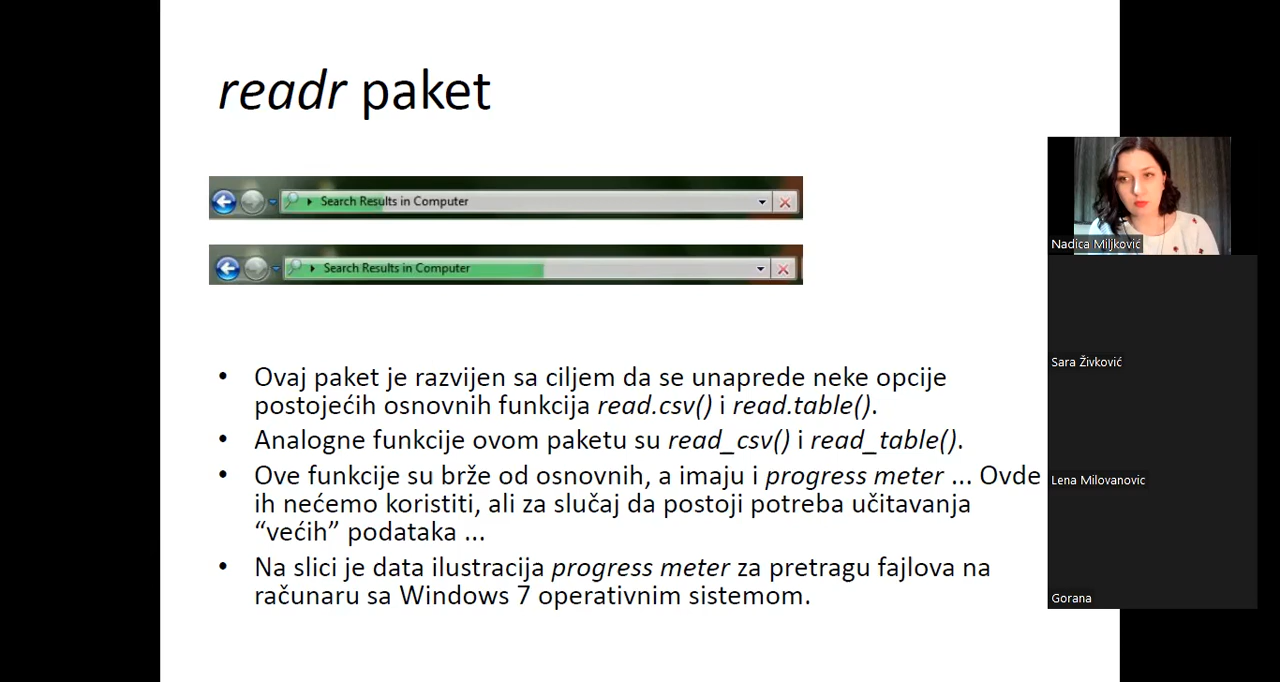 readr paket
Search Results in Computer
Search Results in Computer
• Ovaj paket je razvijen sa ciljem da se unaprede neke opcije
postojećih osnovnih funkcija read.csv() i read.table().
• Analogne funkcije ovom paketu su read_csv() i read_table().
• Ove funkcije su brže od osnovnih, a imaju i progress meter ... Ovde
ih nećemo koristiti, ali za slučaj da postoji potreba učitavanja
“većih” podataka ...
• Na slici je data ilustracija progress meter za pretragu fajlova na
računaru sa Windows 7 operativnim sistemom.
Nadica Miljković
Sara Živković
Lena Milovanovic
Gorana